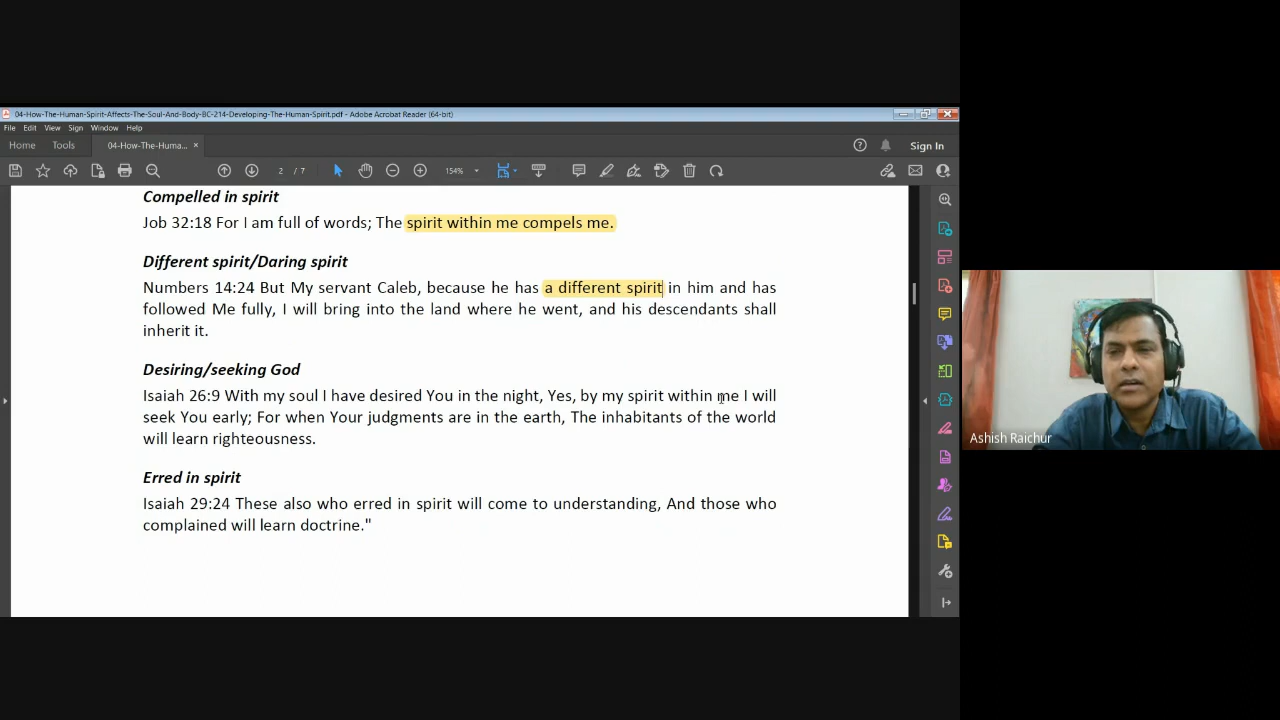 04-How-The-Human-Spirit-Affects-The-Soul-And-Body-BC-214-Developing-The-Human-Spirit.pdf - Adobe Acrobat Reader (64-bit)
File Edit View Sign Window Help
Home Tools 04-How-The-Huma... × Sign In
2 / 7 154%
Compelled in spirit
Job 32:18 For I am full of words; The spirit within me compels me.
Different spirit/Daring spirit
Numbers 14:24 But My servant Caleb, because he has a different spirit in him and has
followed Me fully, I will bring into the land where he went, and his descendants shall
inherit it.
Desiring/seeking God
Isaiah 26:9 With my soul I have desired You in the night, Yes, by my spirit within me I will
seek You early; For when Your judgments are in the earth, The inhabitants of the world
will learn righteousness.
Erred in spirit
Isaiah 29:24 These also who erred in spirit will come to understanding, And those who
complained will learn doctrine."
Ashish Raichur